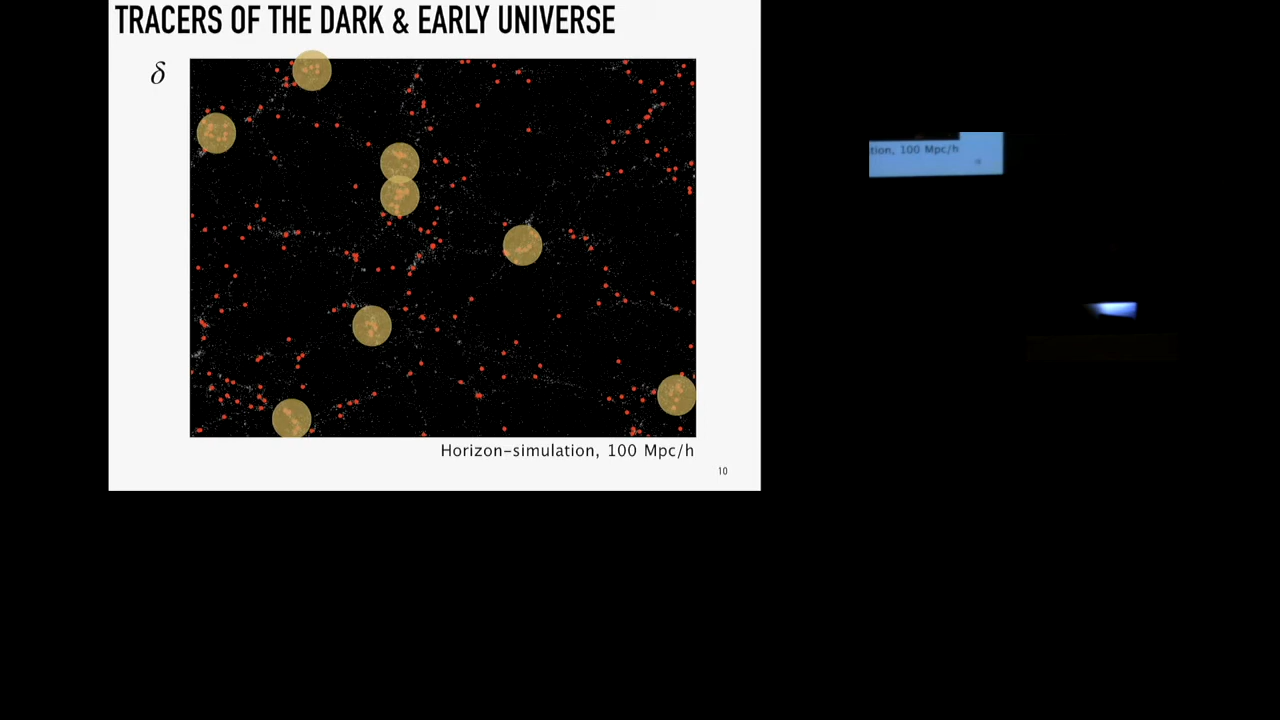 TRACERS OF THE DARK & EARLY UNIVERSE
δ
Horizon-simulation, 100 Mpc/h
10
tion, 100 Mpc/h